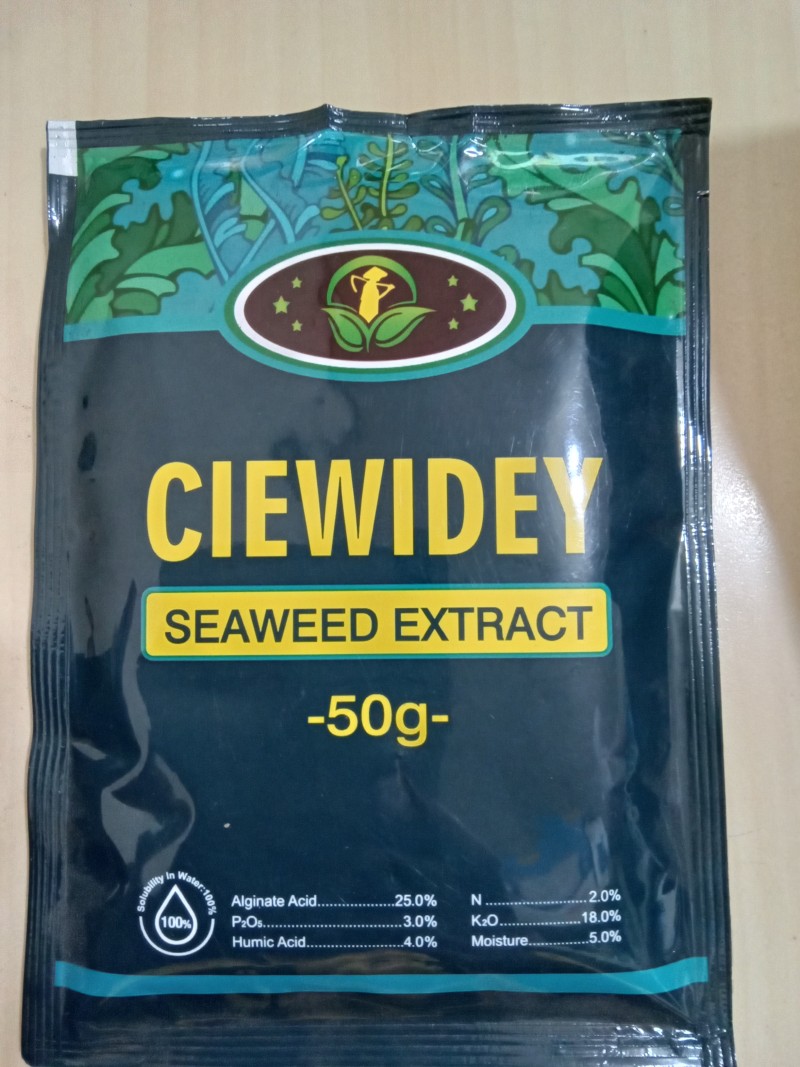 CIEWIDEY
SEAWEED EXTRACT
-50g-
Solubility in Water:100%
100%
Alginate Acid....................25.0%
P₂O₅....................................3.0%
Humic Acid.........................4.0%
N ........................2.0%
K₂O....................18.0%
Moisture..............5.0%